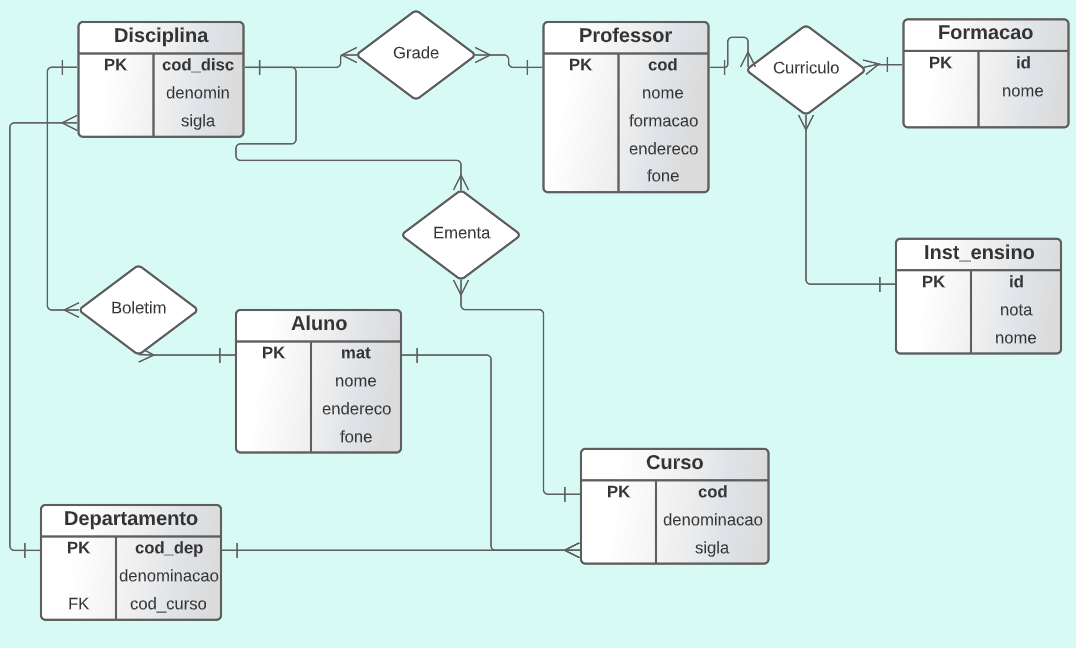 Disciplina
PK cod_disc
denomin
sigla
Grade
Professor
PK cod
nome
formacao
endereco
fone
Curriculo
Formacao
PK id
nome
Ementa
Inst_ensino
PK id
nota
nome
Boletim
Aluno
PK mat
nome
endereco
fone
Curso
PK cod
denominacao
sigla
Departamento
PK cod_dep
denominacao
FK cod_curso